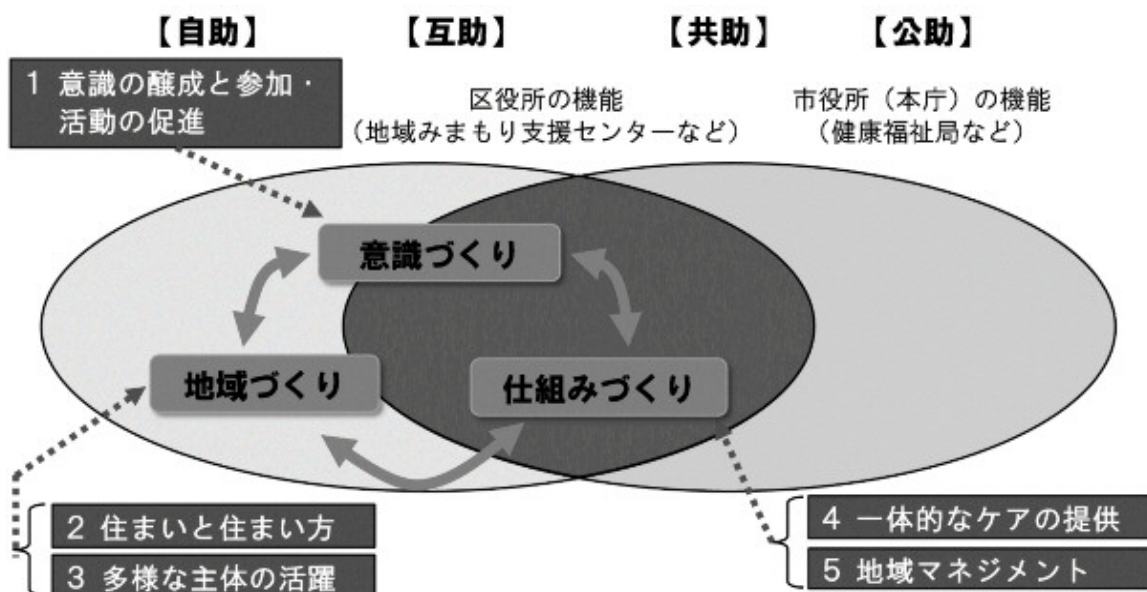 【自助】 【互助】 【共助】 【公助】
1 意識の醸成と参加・
活動の促進
区役所の機能
（地域みまもり支援センターなど）
市役所（本庁）の機能
（健康福祉局など）
意識づくり
地域づくり
仕組みづくり
2 住まいと住まい方
3 多様な主体の活躍
4 一体的なケアの提供
5 地域マネジメント